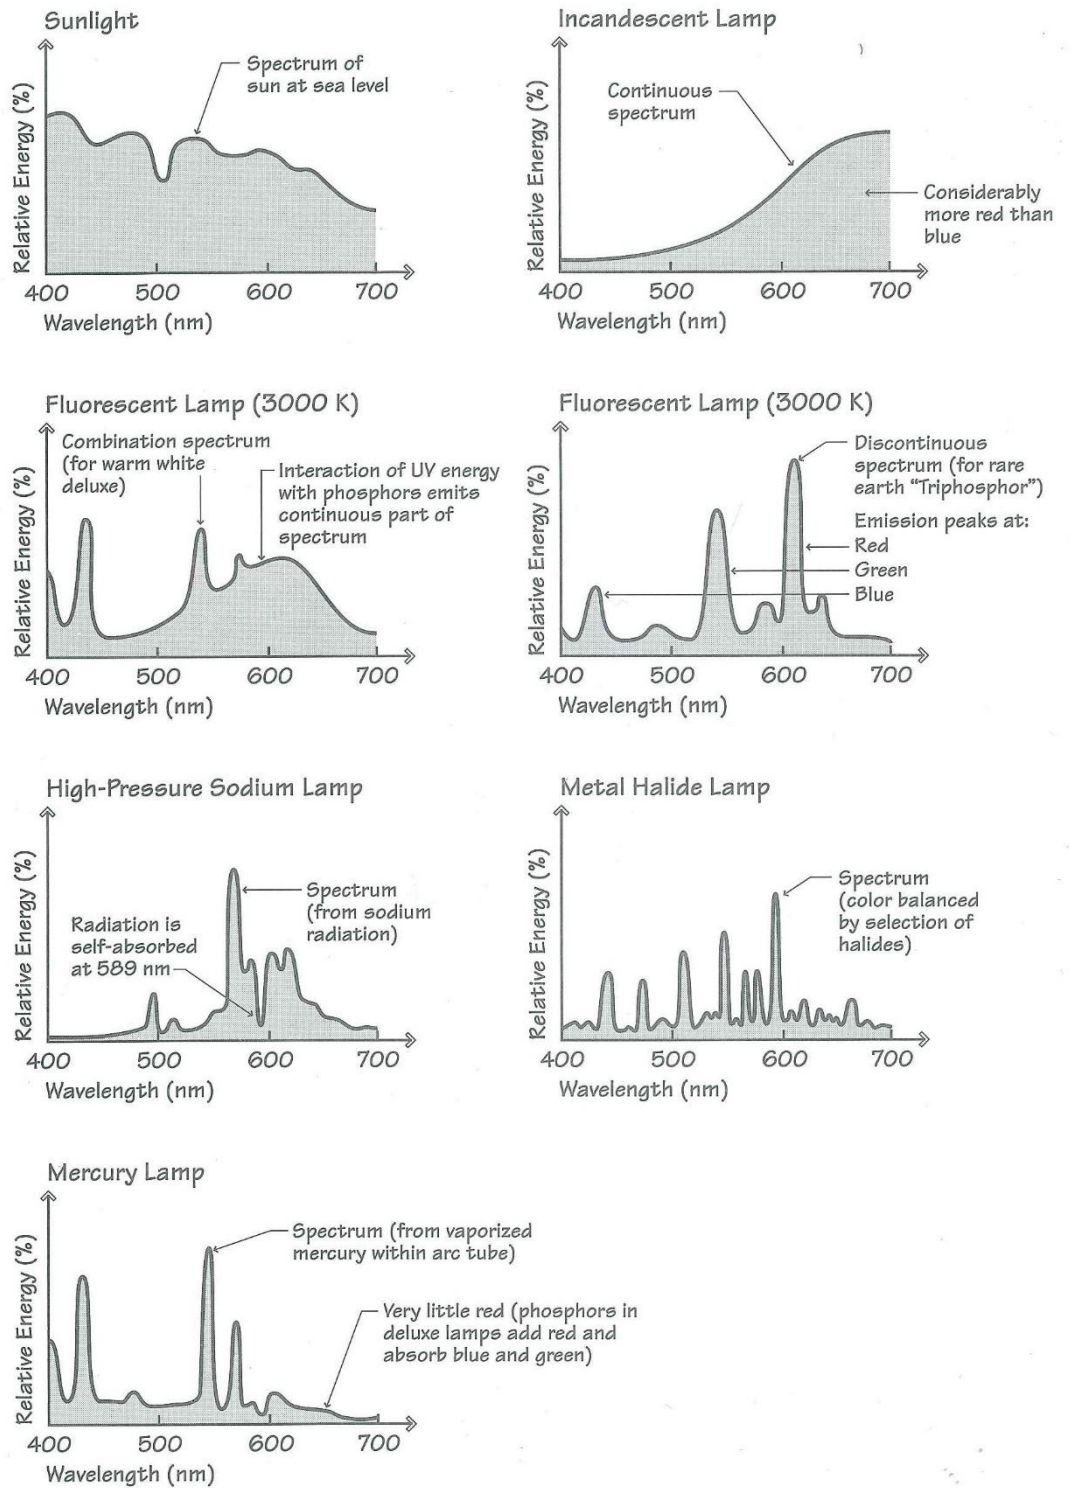 Sunlight
Relative Energy (%)
Spectrum of
sun at sea level
400 500 600 700
Wavelength (nm)
Incandescent Lamp
Relative Energy (%)
Continuous
spectrum
Considerably
more red than
blue
400 500 600 700
Wavelength (nm)
Fluorescent Lamp (3000 K)
Relative Energy (%)
Combination spectrum
(for warm white
deluxe)
Interaction of UV energy
with phosphors emits
continuous part of
spectrum
400 500 600 700
Wavelength (nm)
Fluorescent Lamp (3000 K)
Relative Energy (%)
Discontinuous
spectrum (for rare
earth “Triphosphor”)
Emission peaks at:
Red
Green
Blue
400 500 600 700
Wavelength (nm)
High-Pressure Sodium Lamp
Relative Energy (%)
Radiation is
self-absorbed
at 589 nm
Spectrum
(from sodium
radiation)
400 500 600 700
Wavelength (nm)
Metal Halide Lamp
Relative Energy (%)
Spectrum
(color balanced
by selection of
halides)
400 500 600 700
Wavelength (nm)
Mercury Lamp
Relative Energy (%)
Spectrum (from vaporized
mercury within arc tube)
Very little red (phosphors in
deluxe lamps add red and
absorb blue and green)
400 500 600 700
Wavelength (nm)